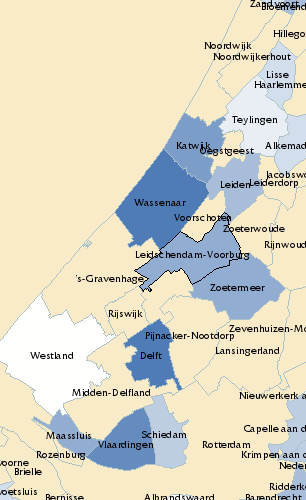 Zandvoort
Bloemend
Hillego
Noordwijk
Noordwijkerhout
Lisse
Haarlemme
Teylingen
Katwijk
Oegstgeest
Alkemad
Jacobsw
Leiden
Leiderdorp
Wassenaar
Voorschoten
Zoeterwoude
Rijnwoud
Leidschendam-Voorburg
's-Gravenhage
Zoetermeer
Rijswijk
Pijnacker-Nootdorp
Zevenhuizen-Mo
Westland
Delft
Lansingerland
Midden-Delfland
Nieuwerkerk a
Maassluis
Schiedam
Capelle aan d
Vlaardingen
Rotterdam
Rozenburg
Krimpen aan d
oorne
Nederl
Brielle
Ridderk
oetsluis
Bernisse
Albrandswaard
Barendrecht